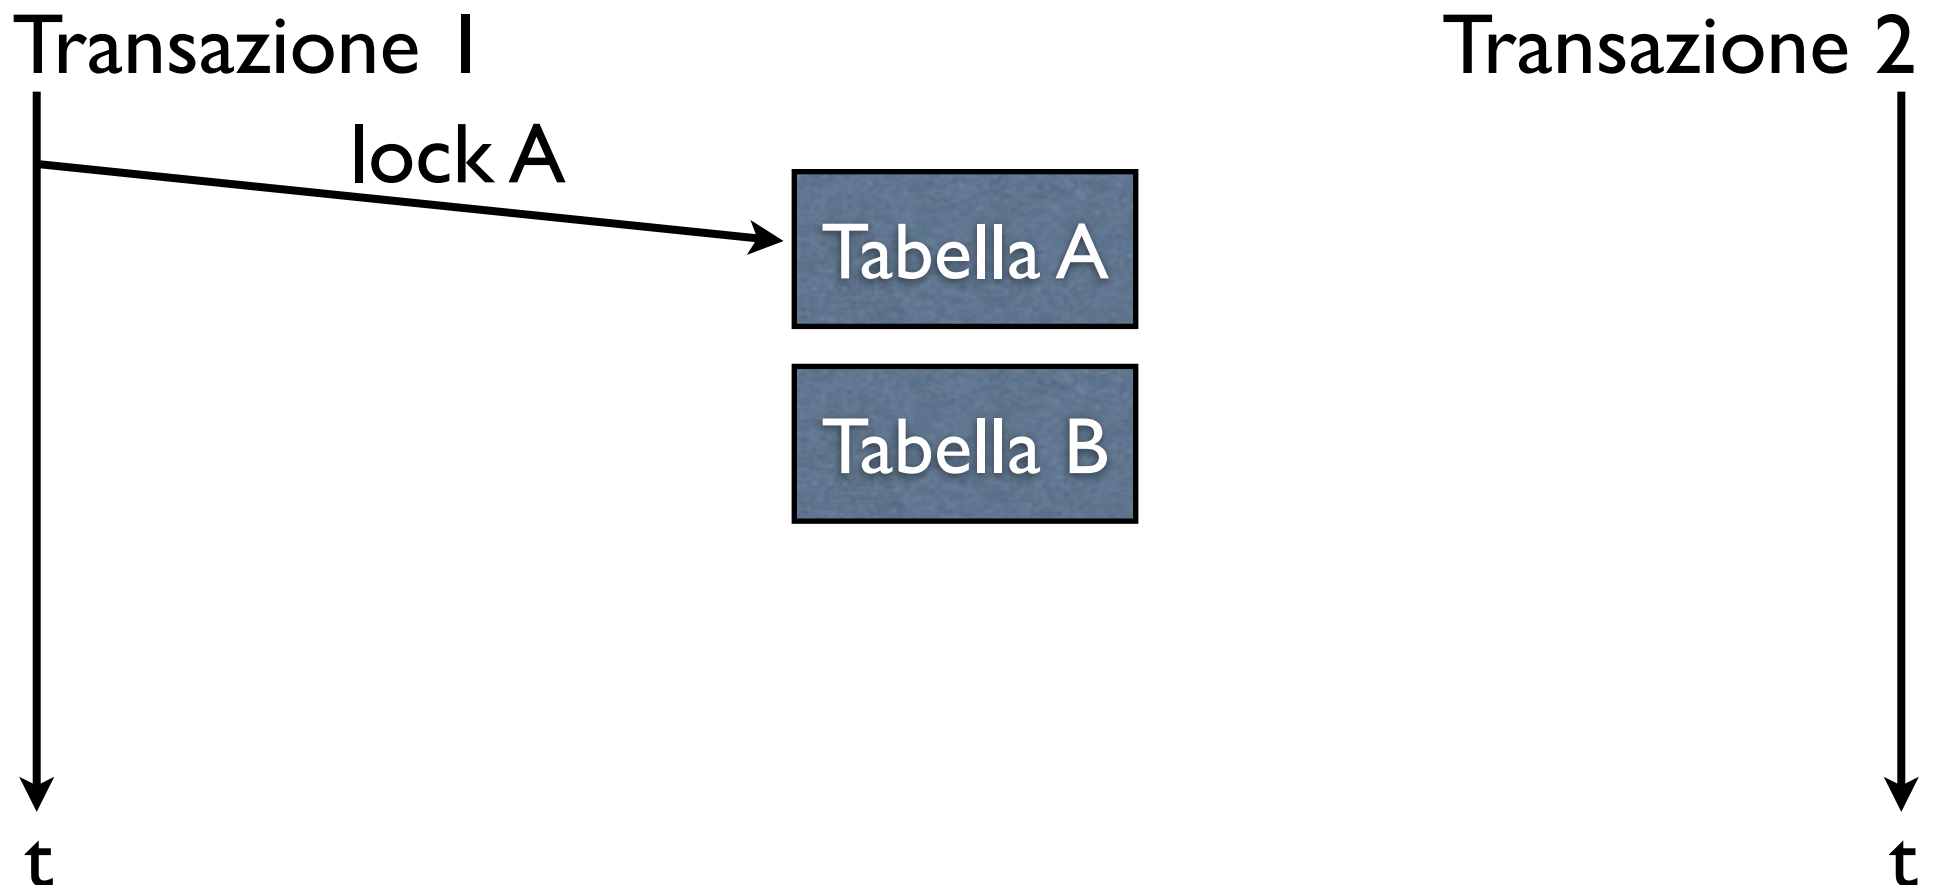 Transazione 1
Transazione 2
lock A
Tabella A
Tabella B
t
t